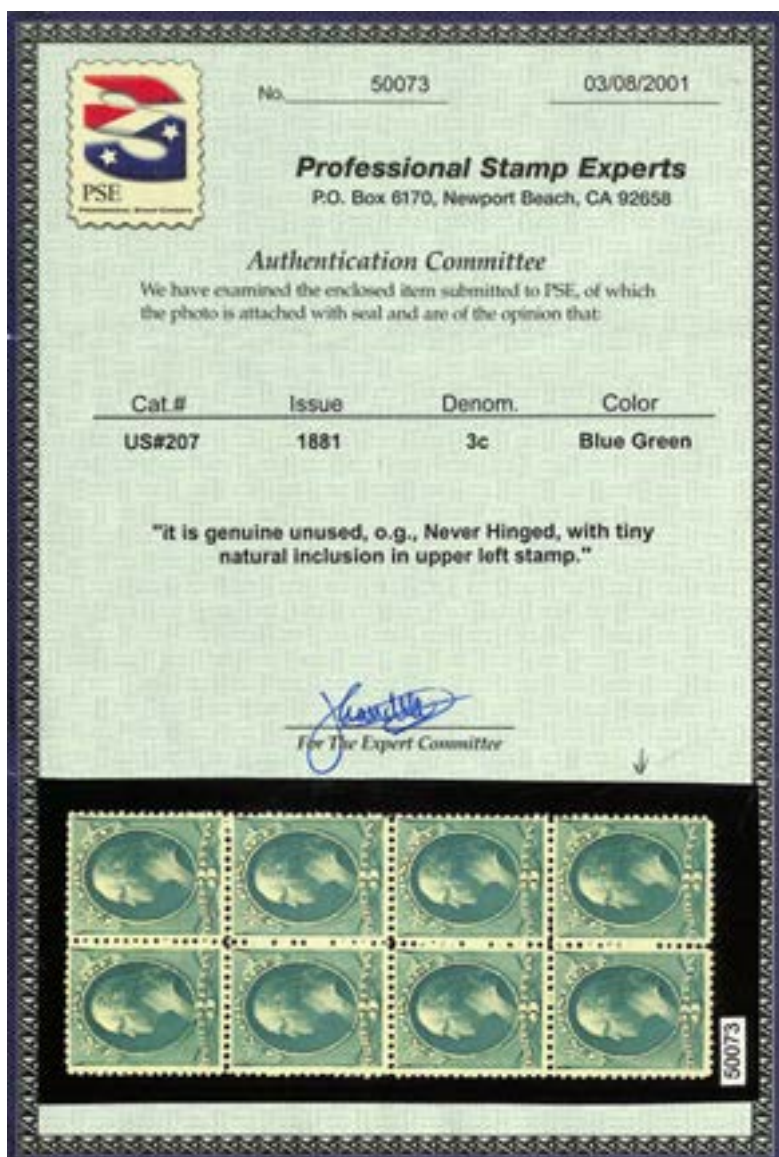 No. 50073 03/08/2001
PSE
Professional Stamp Experts
P.O. Box 6170, Newport Beach, CA 92658
Authentication Committee
We have examined the enclosed item submitted to PSE, of which
the photo is attached with seal and are of the opinion that:
Cat.# Issue Denom. Color
US#207 1881 3c Blue Green
"it is genuine unused, o.g., Never Hinged, with tiny
natural inclusion in upper left stamp."
For The Expert Committee
50073